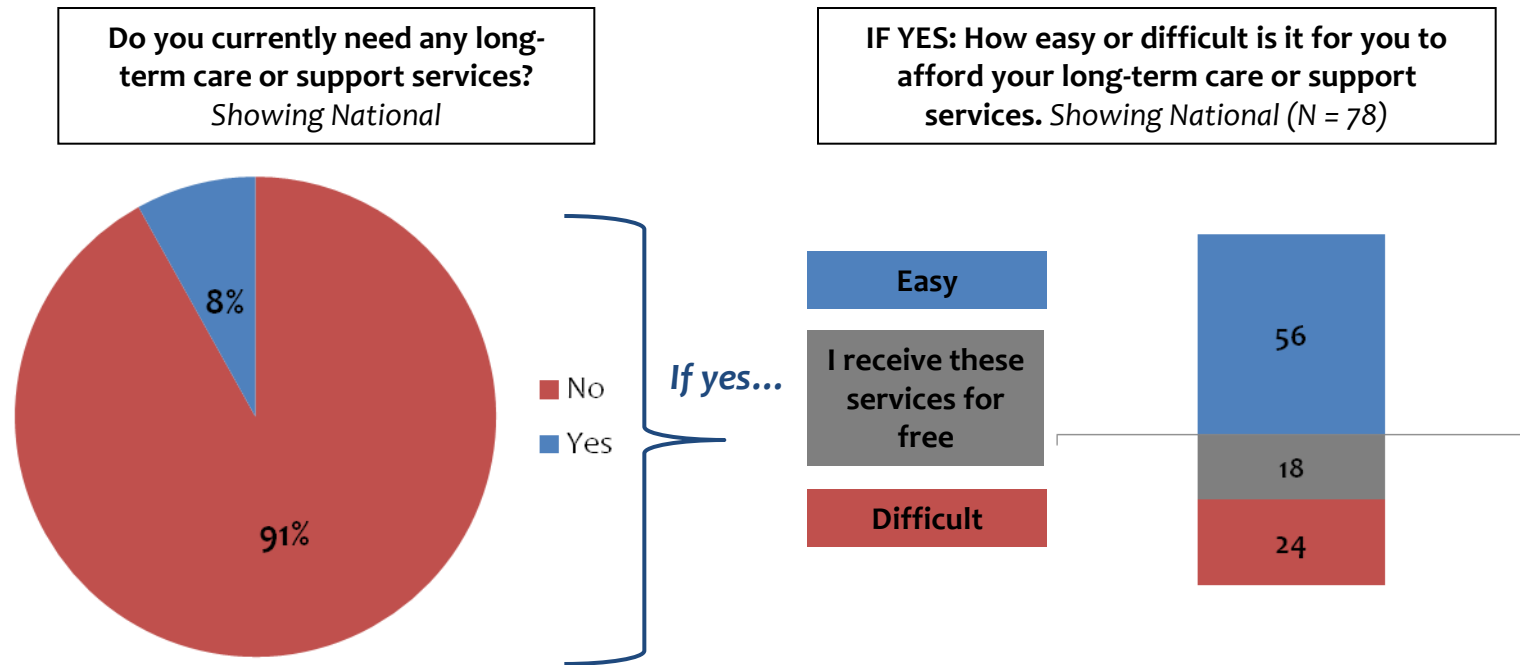 Do you currently need any long-
term care or support services?
Showing National
IF YES: How easy or difficult is it for you to
afford your long-term care or support
services. Showing National (N = 78)
8%
91%
No
Yes
If yes...
Easy
I receive these
services for
free
Difficult
56
18
24